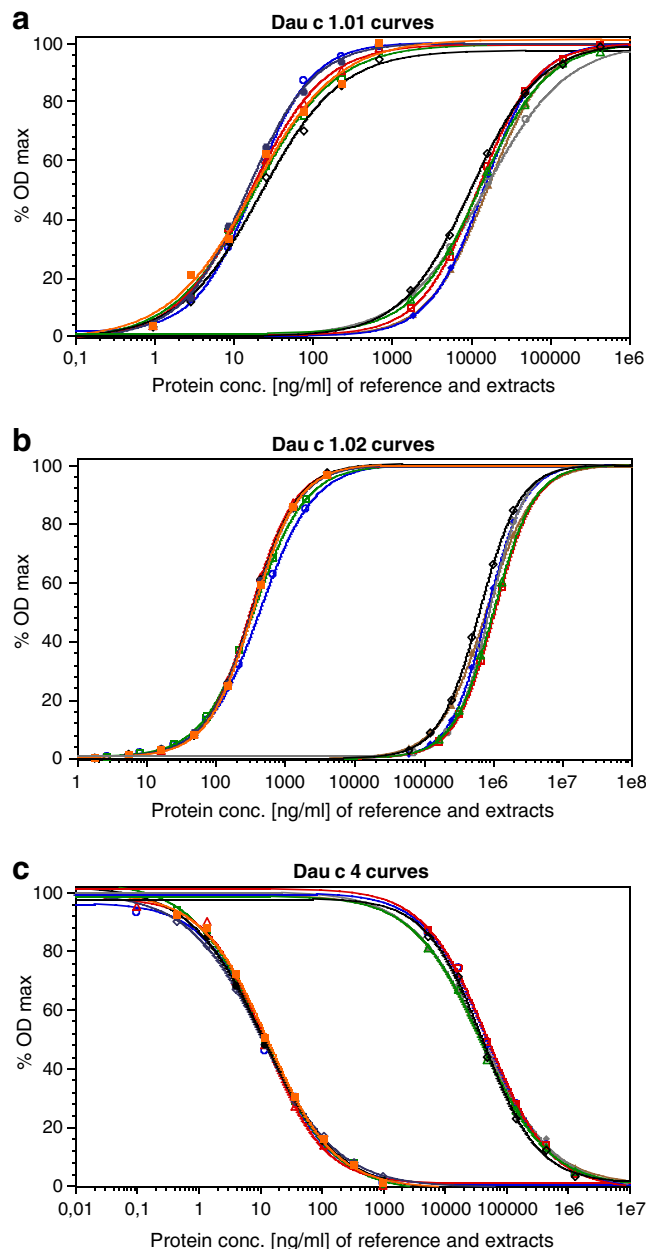 a
Dau c 1.01 curves
% OD max
100
80
60
40
20
0
0,1 1 10 100 1000 10000 100000 1e6
Protein conc. [ng/ml] of reference and extracts
b
Dau c 1.02 curves
% OD max
100
80
60
40
20
0
1 10 100 1000 10000 100000 1e6 1e7 1e8
Protein conc. [ng/ml] of reference and extracts
c
Dau c 4 curves
% OD max
100
80
60
40
20
0
0,01 0,1 1 10 100 1000 10000 100000 1e6 1e7
Protein conc. [ng/ml] of reference and extracts